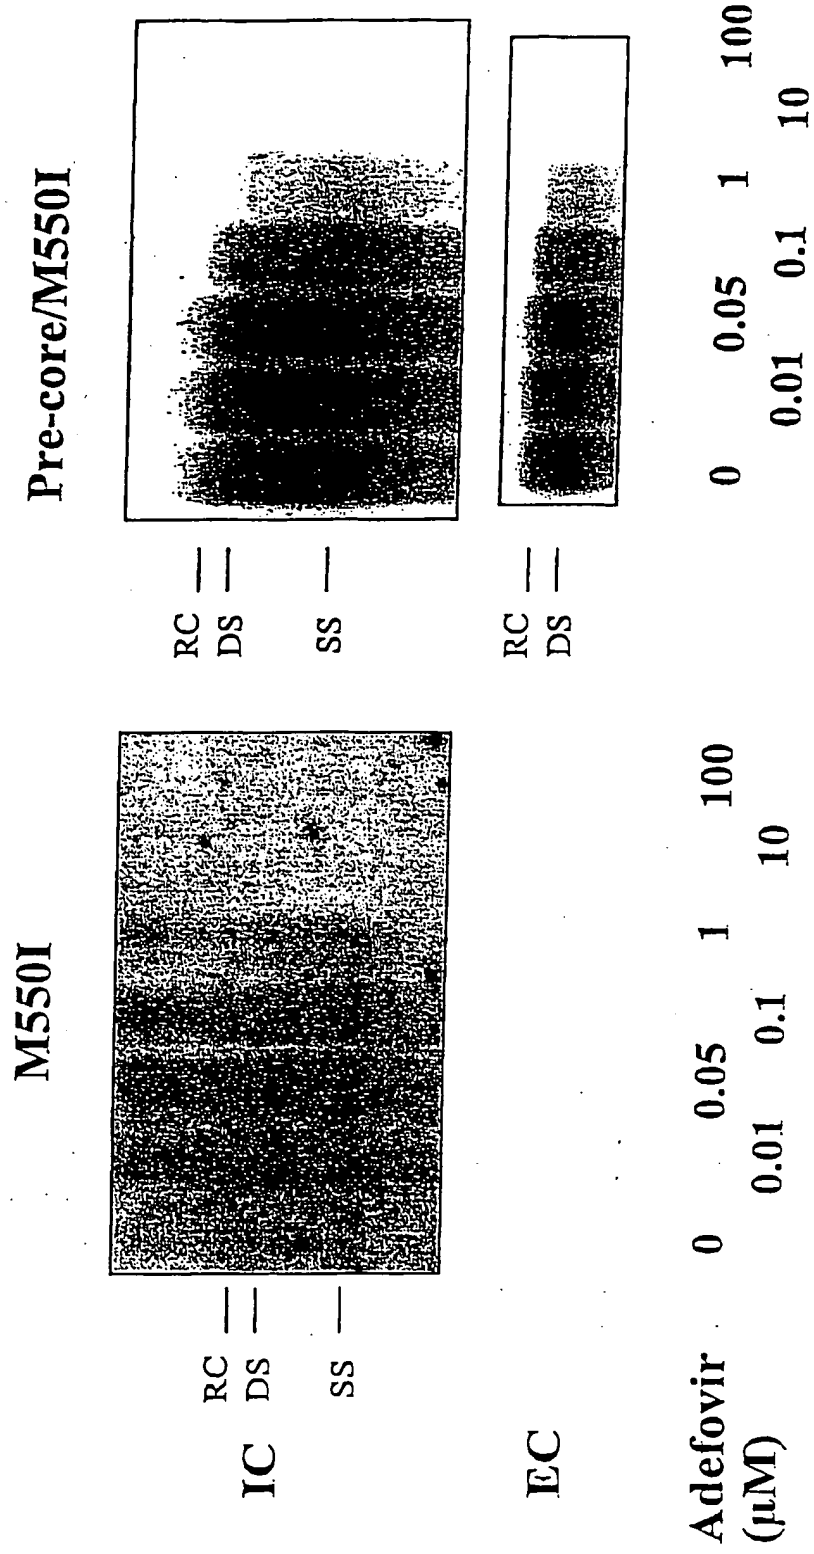 M550I
Pre-core/M550I
IC
RC
DS
SS
RC
DS
SS
EC
RC
DS
Adefovir
(µM)
0 0.05 1 100
0.01 0.1 10
0 0.05 1 100
0.01 0.1 10